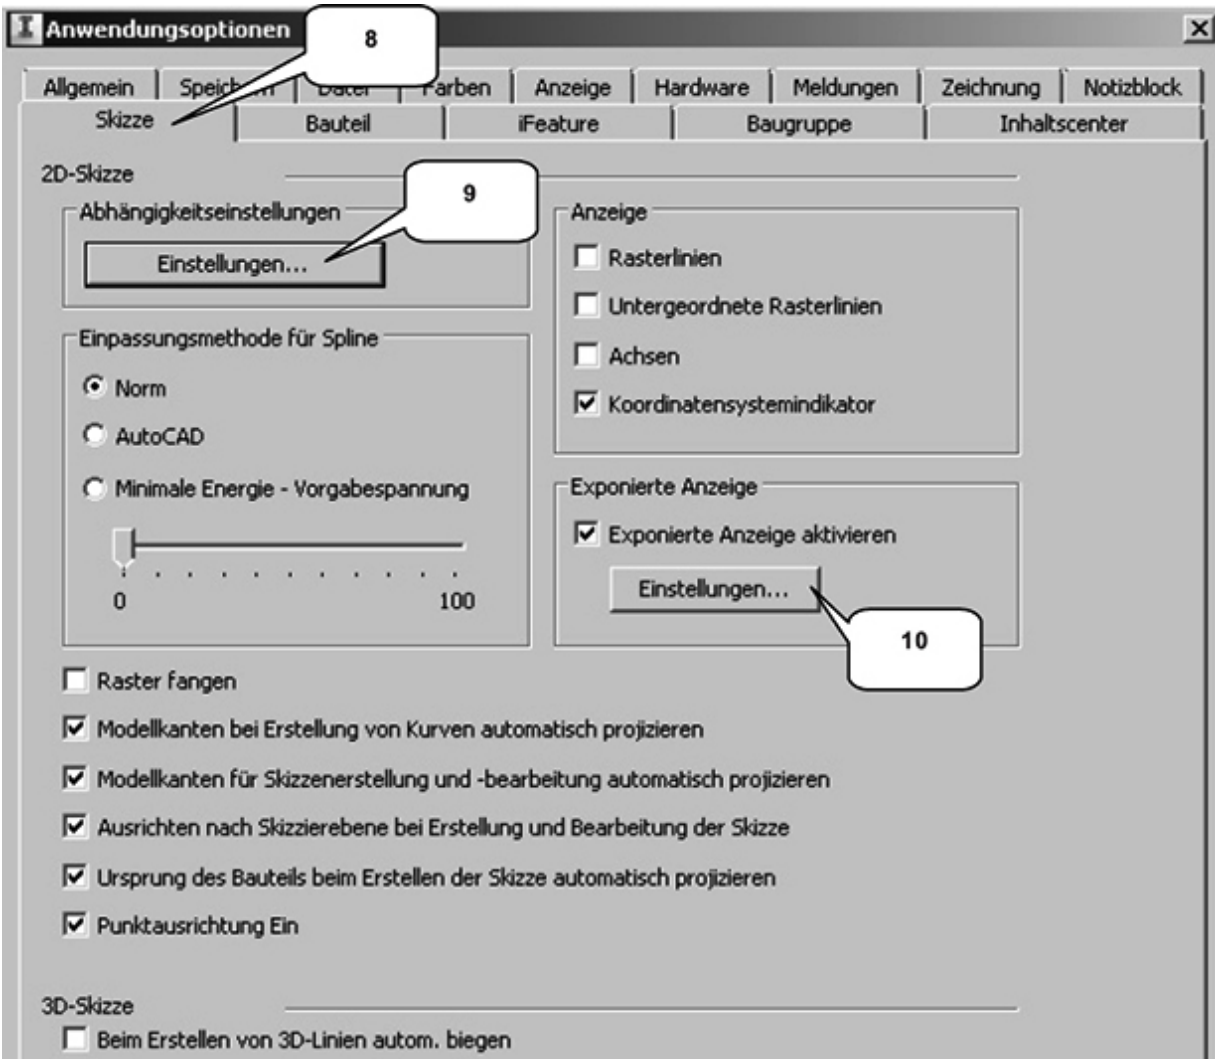 Anwendungsoptionen
8
Allgemein Farben Anzeige Hardware Meldungen Zeichnung Notizblock
Skizze Bauteil iFeature Baugruppe Inhaltscenter
2D-Skizze
9
Abhängigkeitseinstellungen
Einstellungen...
Anzeige
Rasterlinien
Untergeordnete Rasterlinien
Achsen
Koordinatensystemindikator
Einpassungsmethode für Spline
Norm
AutoCAD
Minimale Energie - Vorgabespannung
0 100
Exponierte Anzeige
Exponierte Anzeige aktivieren
Einstellungen...
10
Raster fangen
Modellkanten bei Erstellung von Kurven automatisch projizieren
Modellkanten für Skizzenerstellung und -bearbeitung automatisch projizieren
Ausrichten nach Skizzierebene bei Erstellung und Bearbeitung der Skizze
Ursprung des Bauteils beim Erstellen der Skizze automatisch projizieren
Punktausrichtung Ein
3D-Skizze
Beim Erstellen von 3D-Linien autom. biegen